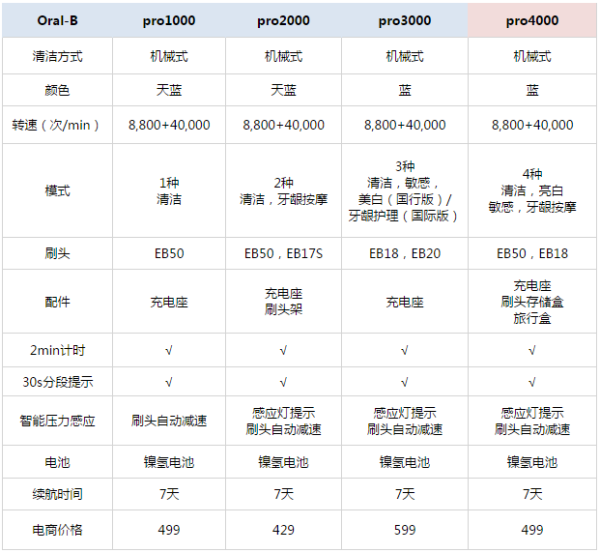 Oral-B pro1000 pro2000 pro3000 pro4000
清洁方式 机械式 机械式 机械式 机械式
颜色 天蓝 天蓝 蓝 蓝
转速（次/min） 8,800+40,000 8,800+40,000 8,800+40,000 8,800+40,000
模式
1种
清洁
2种
清洁，牙龈按摩
3种
清洁，敏感，
美白（国行版）/
牙龈护理（国际版）
4种
清洁，亮白
敏感，牙龈按摩
刷头 EB50 EB50，EB17S EB18，EB20 EB50，EB18
配件
充电座
充电座
刷头架
充电座
充电座
刷头存储盒
旅行盒
2min计时 √ √ √ √
30s分段提示 √ √ √ √
智能压力感应
刷头自动减速
感应灯提示
刷头自动减速
感应灯提示
刷头自动减速
感应灯提示
刷头自动减速
电池 镍氢电池 镍氢电池 镍氢电池 镍氢电池
续航时间 7天 7天 7天 7天
电商价格 499 429 599 499